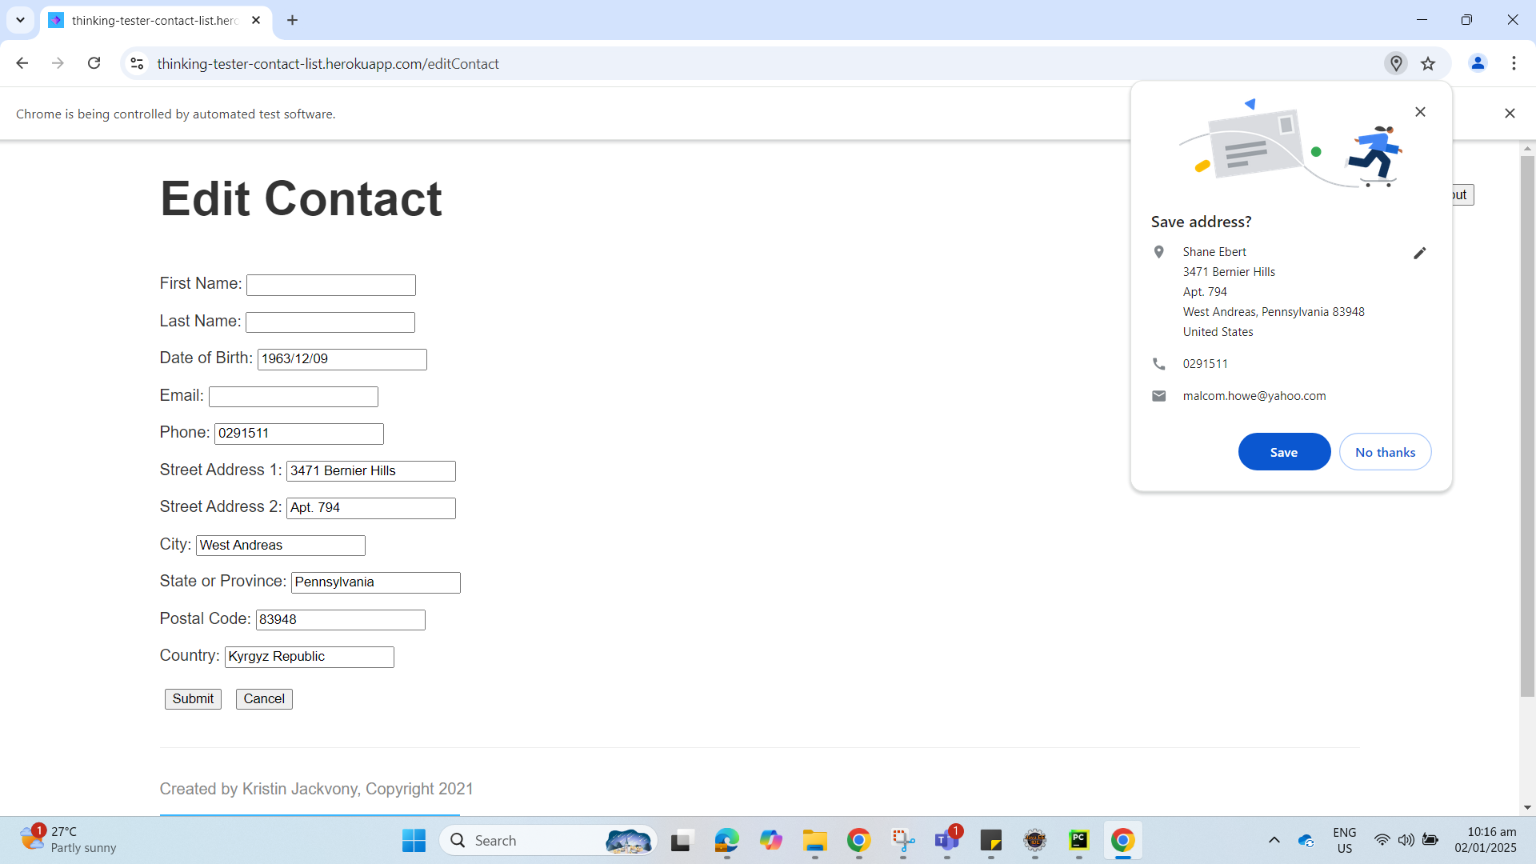 thinking-tester-contact-list.herc
thinking-tester-contact-list.herokuapp.com/editContact
Chrome is being controlled by automated test software.
Edit Contact
out
First Name:
Last Name:
Date of Birth: 1963/12/09
Email:
Phone: 0291511
Street Address 1: 3471 Bernier Hills
Street Address 2: Apt. 794
City: West Andreas
State or Province: Pennsylvania
Postal Code: 83948
Country: Kyrgyz Republic
Submit Cancel
Created by Kristin Jackvony, Copyright 2021
Save address?
Shane Ebert
3471 Bernier Hills
Apt. 794
West Andreas, Pennsylvania 83948
United States
0291511
malcom.howe@yahoo.com
Save No thanks
1
27°C
Partly sunny
Search
1
PC
ENG
US
10:16 am
02/01/2025